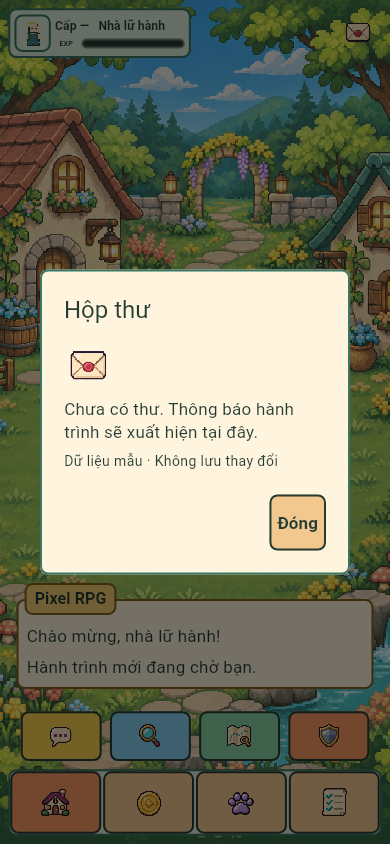 Cấp — Nhà lữ hành
EXP
Hộp thư
Chưa có thư. Thông báo hành
trình sẽ xuất hiện tại đây.
Dữ liệu mẫu · Không lưu thay đổi
Đóng
Pixel RPG
Chào mừng, nhà lữ hành!
Hành trình mới đang chờ bạn.